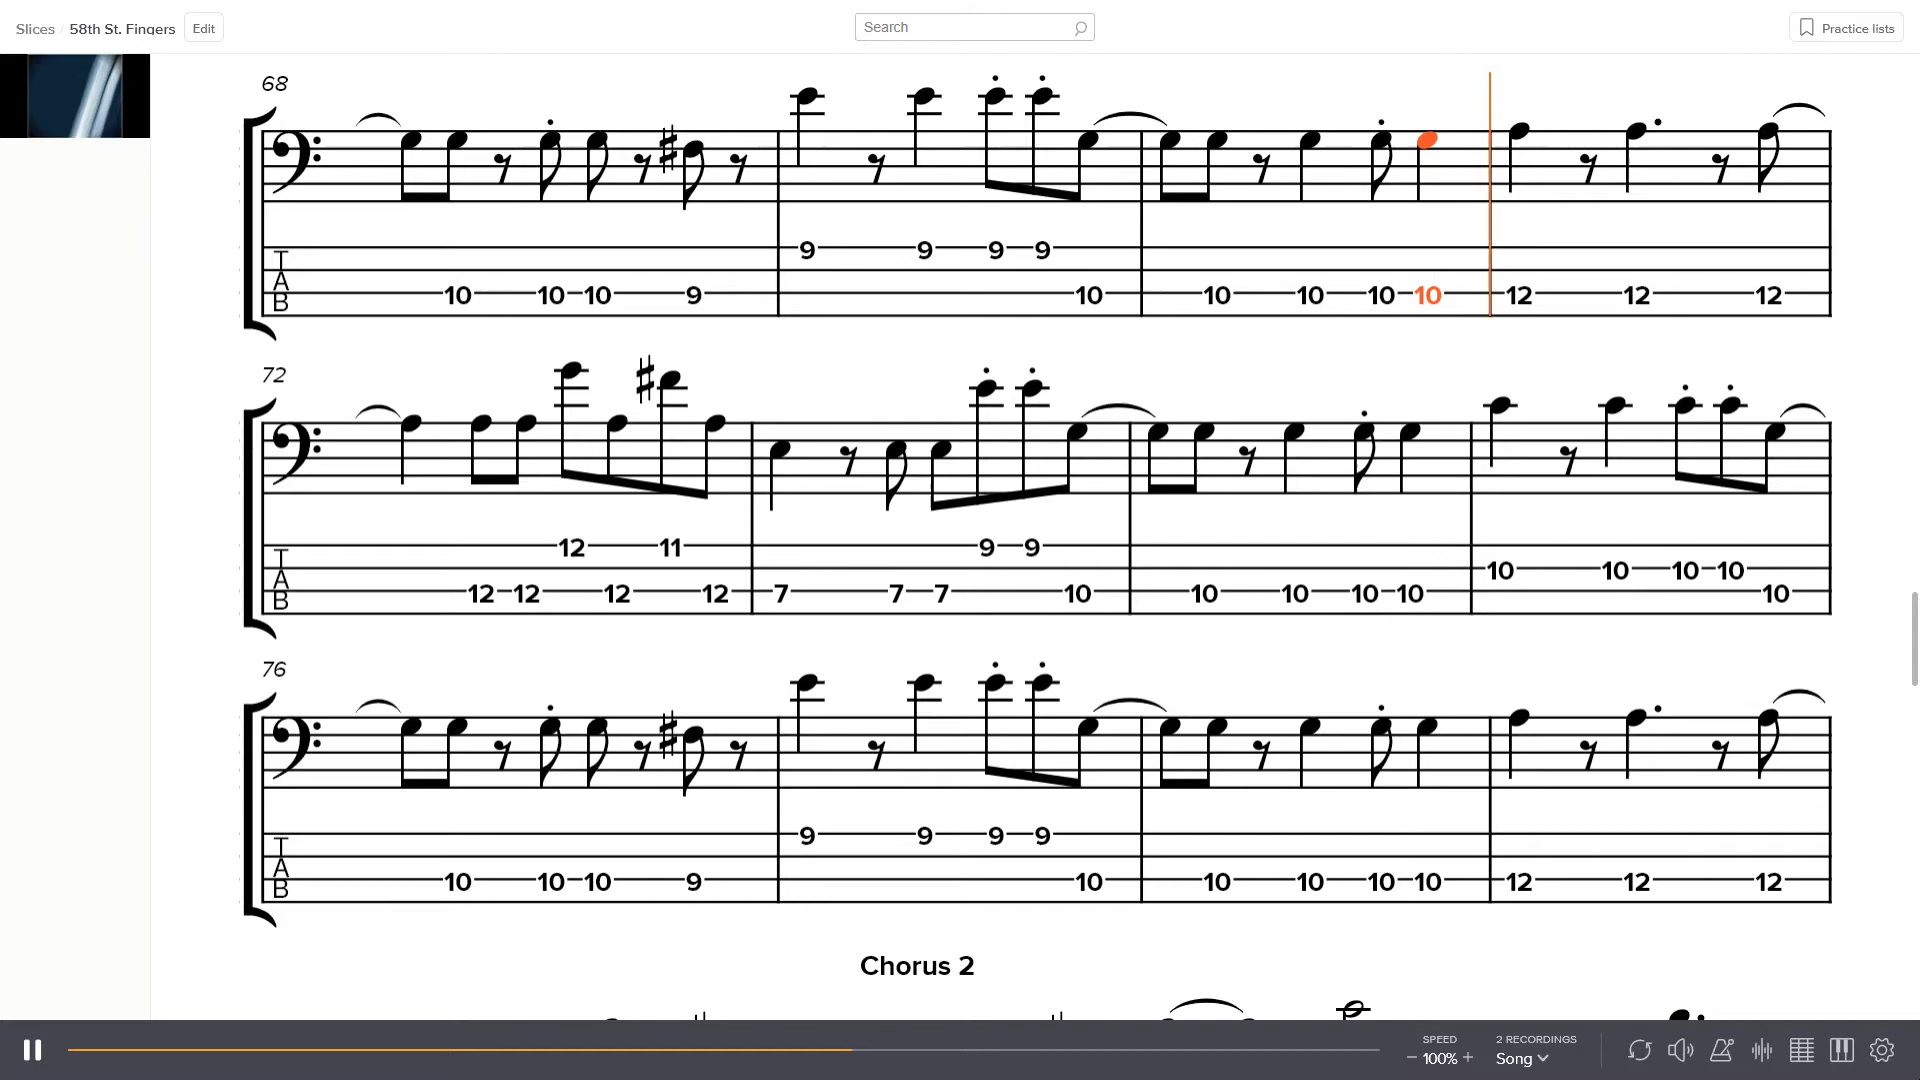 Slices / 58th St. Fingers Edit Search Practice lists
68
9 9 9 9
10 10 10 9 10 10 10 10 10 12 12 12
TAB
72
12 11 9 9
10 10 10 10
12 12 12 12 7 7 7 10 10 10 10 10 10
TAB
76
9 9 9 9
10 10 10 9 10 10 10 10 10 12 12 12
TAB
Chorus 2
SPEED 2 RECORDINGS
− 100% + Song